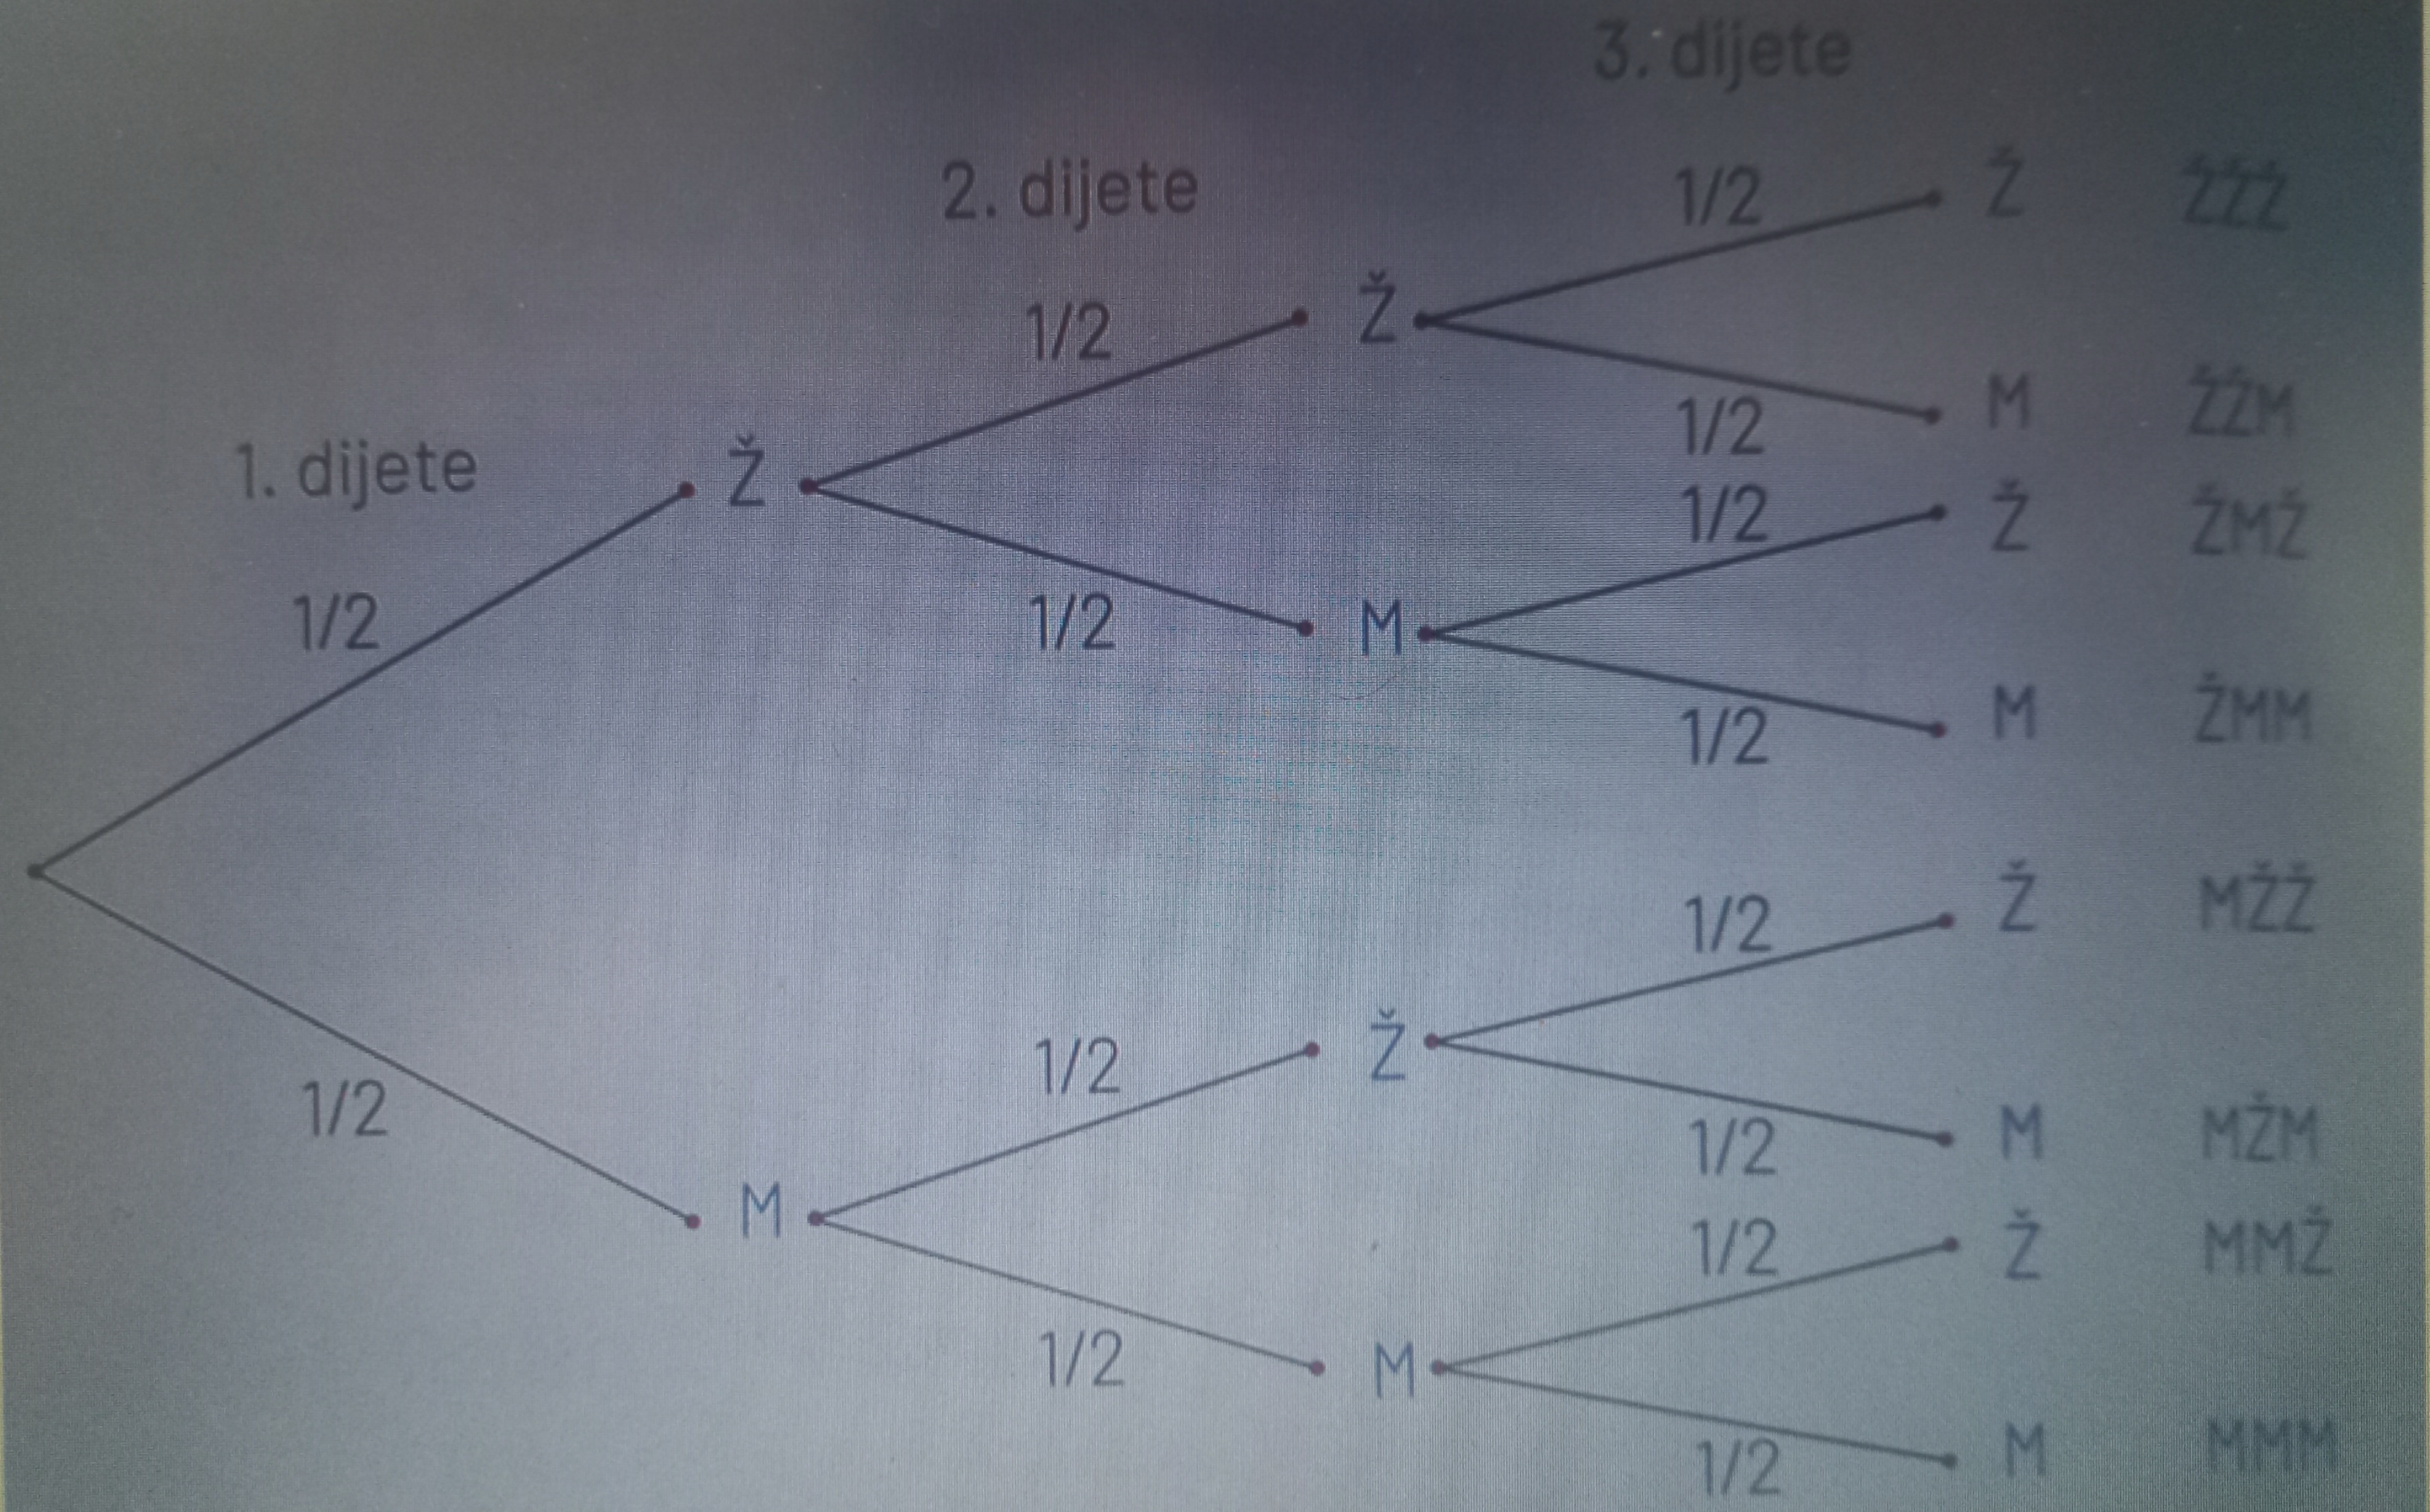 3. dijete
2. dijete
1/2 Ž ŽŽŽ
1/2 Ž
1/2 M ŽŽM
1. dijete Ž
1/2 Ž ŽMŽ
1/2 1/2 M
1/2 M ŽMM
1/2 Ž MŽŽ
1/2 Ž
1/2 1/2 M MŽM
M 1/2 Ž MMŽ
1/2 M
1/2 M MMM